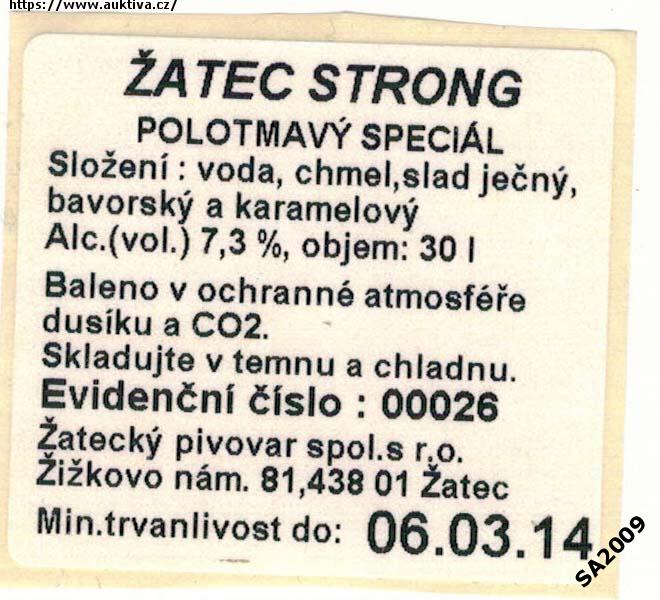 https://www.auktiva.cz/
ŽATEC STRONG
POLOTMAVÝ SPECIÁL
Složení : voda, chmel,slad ječný,
bavorský a karamelový
Alc.(vol.) 7,3 %, objem: 30 l
Baleno v ochranné atmosféře
dusíku a CO2.
Skladujte v temnu a chladnu.
Evidenční číslo : 00026
Žatecký pivovar spol.s r.o.
Žižkovo nám. 81,438 01 Žatec
Min.trvanlivost do: 06.03.14
SA2009